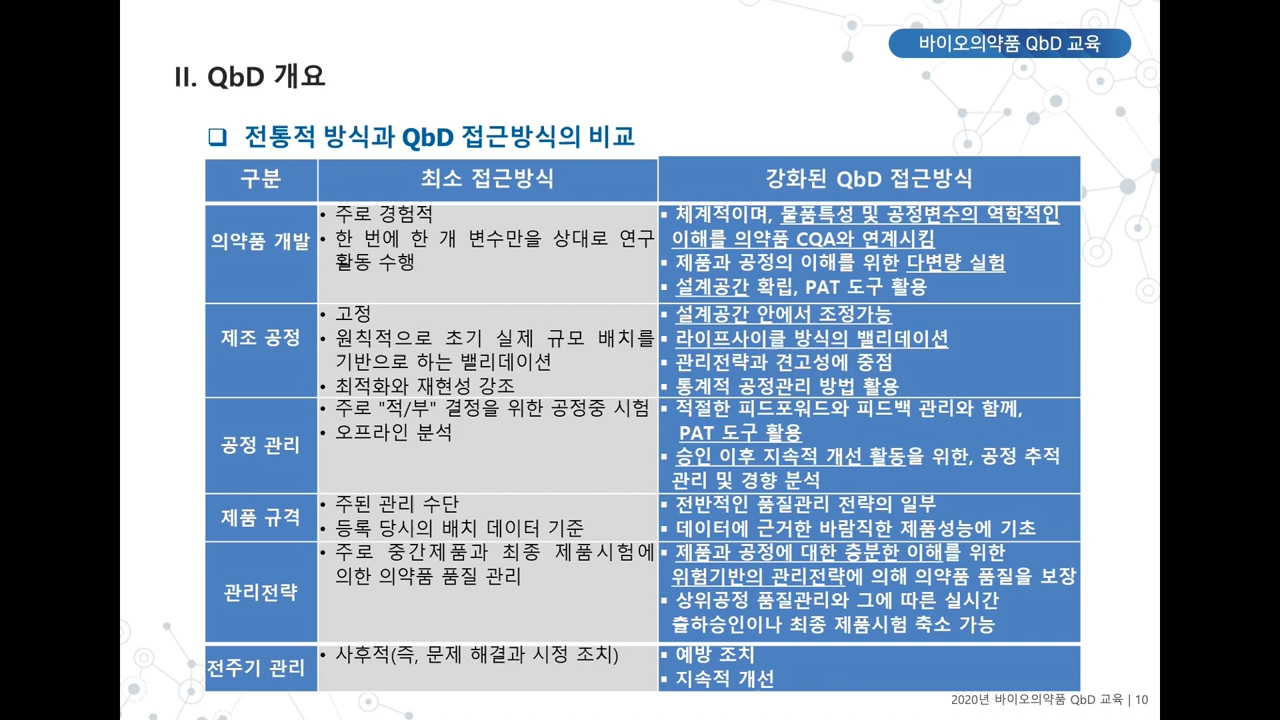 바이오의약품 QbD 교육
II. QbD 개요
❑ 전통적 방식과 QbD 접근방식의 비교
구분
최소 접근방식
강화된 QbD 접근방식
의약품 개발
• 주로 경험적
• 한 번에 한 개 변수만을 상대로 연구
활동 수행
▪ 체계적이며, 물품특성 및 공정변수의 역학적인
이해를 의약품 CQA와 연계시킴
▪ 제품과 공정의 이해를 위한 다변량 실험
▪ 설계공간 확립, PAT 도구 활용
제조 공정
• 고정
• 원칙적으로 초기 실제 규모 배치를
기반으로 하는 밸리데이션
• 최적화와 재현성 강조
▪ 설계공간 안에서 조정가능
▪ 라이프사이클 방식의 밸리데이션
▪ 관리전략과 견고성에 중점
▪ 통계적 공정관리 방법 활용
공정 관리
• 주로 "적/부" 결정을 위한 공정중 시험
• 오프라인 분석
▪ 적절한 피드포워드와 피드백 관리와 함께,
PAT 도구 활용
▪ 승인 이후 지속적 개선 활동을 위한, 공정 추적
관리 및 경향 분석
제품 규격
• 주된 관리 수단
• 등록 당시의 배치 데이터 기준
▪ 전반적인 품질관리 전략의 일부
▪ 데이터에 근거한 바람직한 제품성능에 기초
관리전략
• 주로 중간제품과 최종 제품시험에
의한 의약품 품질 관리
▪ 제품과 공정에 대한 충분한 이해를 위한
위험기반의 관리전략에 의해 의약품 품질을 보장
▪ 상위공정 품질관리와 그에 따른 실시간
출하승인이나 최종 제품시험 축소 가능
전주기 관리
• 사후적(즉, 문제 해결과 시정 조치)
▪ 예방 조치
▪ 지속적 개선
2020년 바이오의약품 QbD 교육 | 10